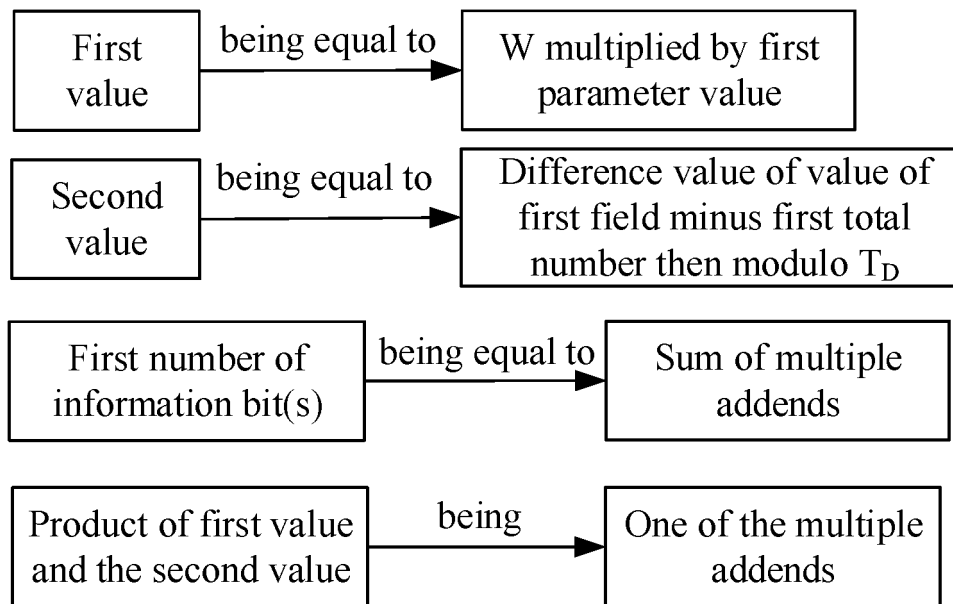 First
value
being equal to
W multiplied by first
parameter value
Second
value
being equal to
Difference value of value of
first field minus first total
number then modulo T_D
First number of
information bit(s)
being equal to
Sum of multiple
addends
Product of first value
and the second value
being
One of the multiple
addends